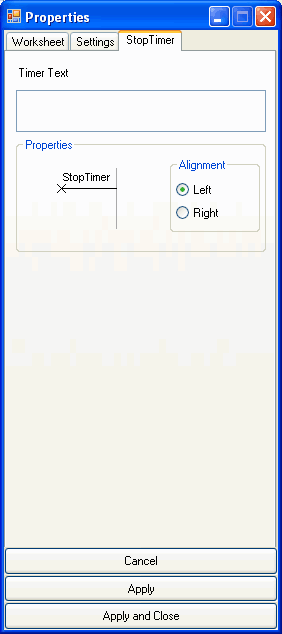 Properties
Worksheet Settings StopTimer
Timer Text
Properties
StopTimer
Alignment
Left
Right
Cancel
Apply
Apply and Close